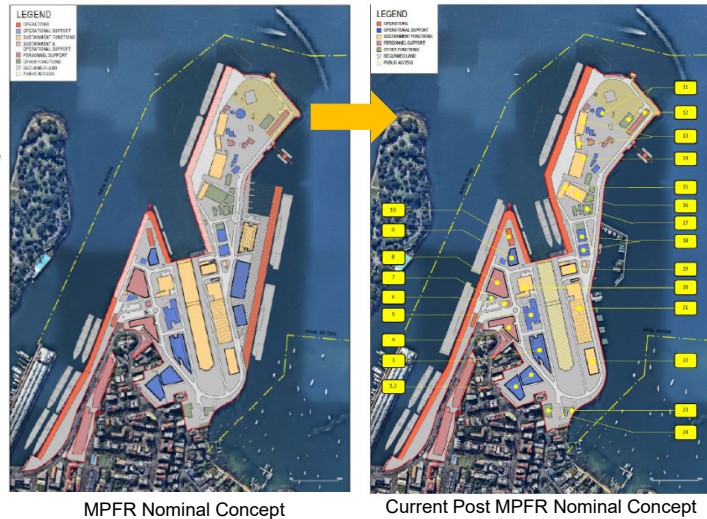 LEGEND
OPERATIONS
OPERATIONAL SUPPORT
SUSTAINMENT FUNCTIONS
SUSTAINMENT &
OPERATIONAL SUPPORT
PERSONNEL SUPPORT
OTHER FUNCTIONS
RECLAIMED LAND
PUBLIC ACCESS
MPFR Nominal Concept
LEGEND
OPERATIONS
OPERATIONAL SUPPORT
SUSTAINMENT FUNCTIONS
SUSTAINMENT &
OPERATIONAL SUPPORT
PERSONNEL SUPPORT
OTHER FUNCTIONS
RECLAIMED LAND
PUBLIC ACCESS
11
12
13
14
15
16
17
18
19
20
21
22
23
24
10
9
8
7
6
5
4
3
1,2
Current Post MPFR Nominal Concept